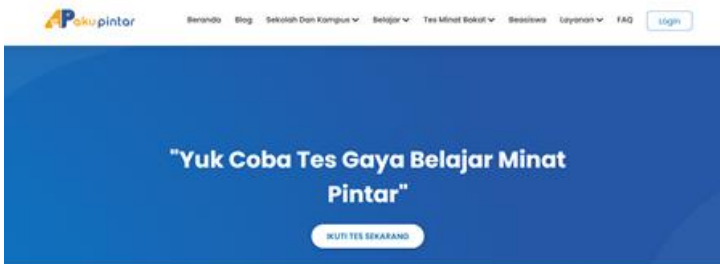 akupintar
Beranda Blog Sekolah Dan Kampus Belajar Tes Minat Bakat Beasiswa Layanan FAQ Login
"Yuk Coba Tes Gaya Belajar Minat
Pintar"
IKUTI TES SEKARANG